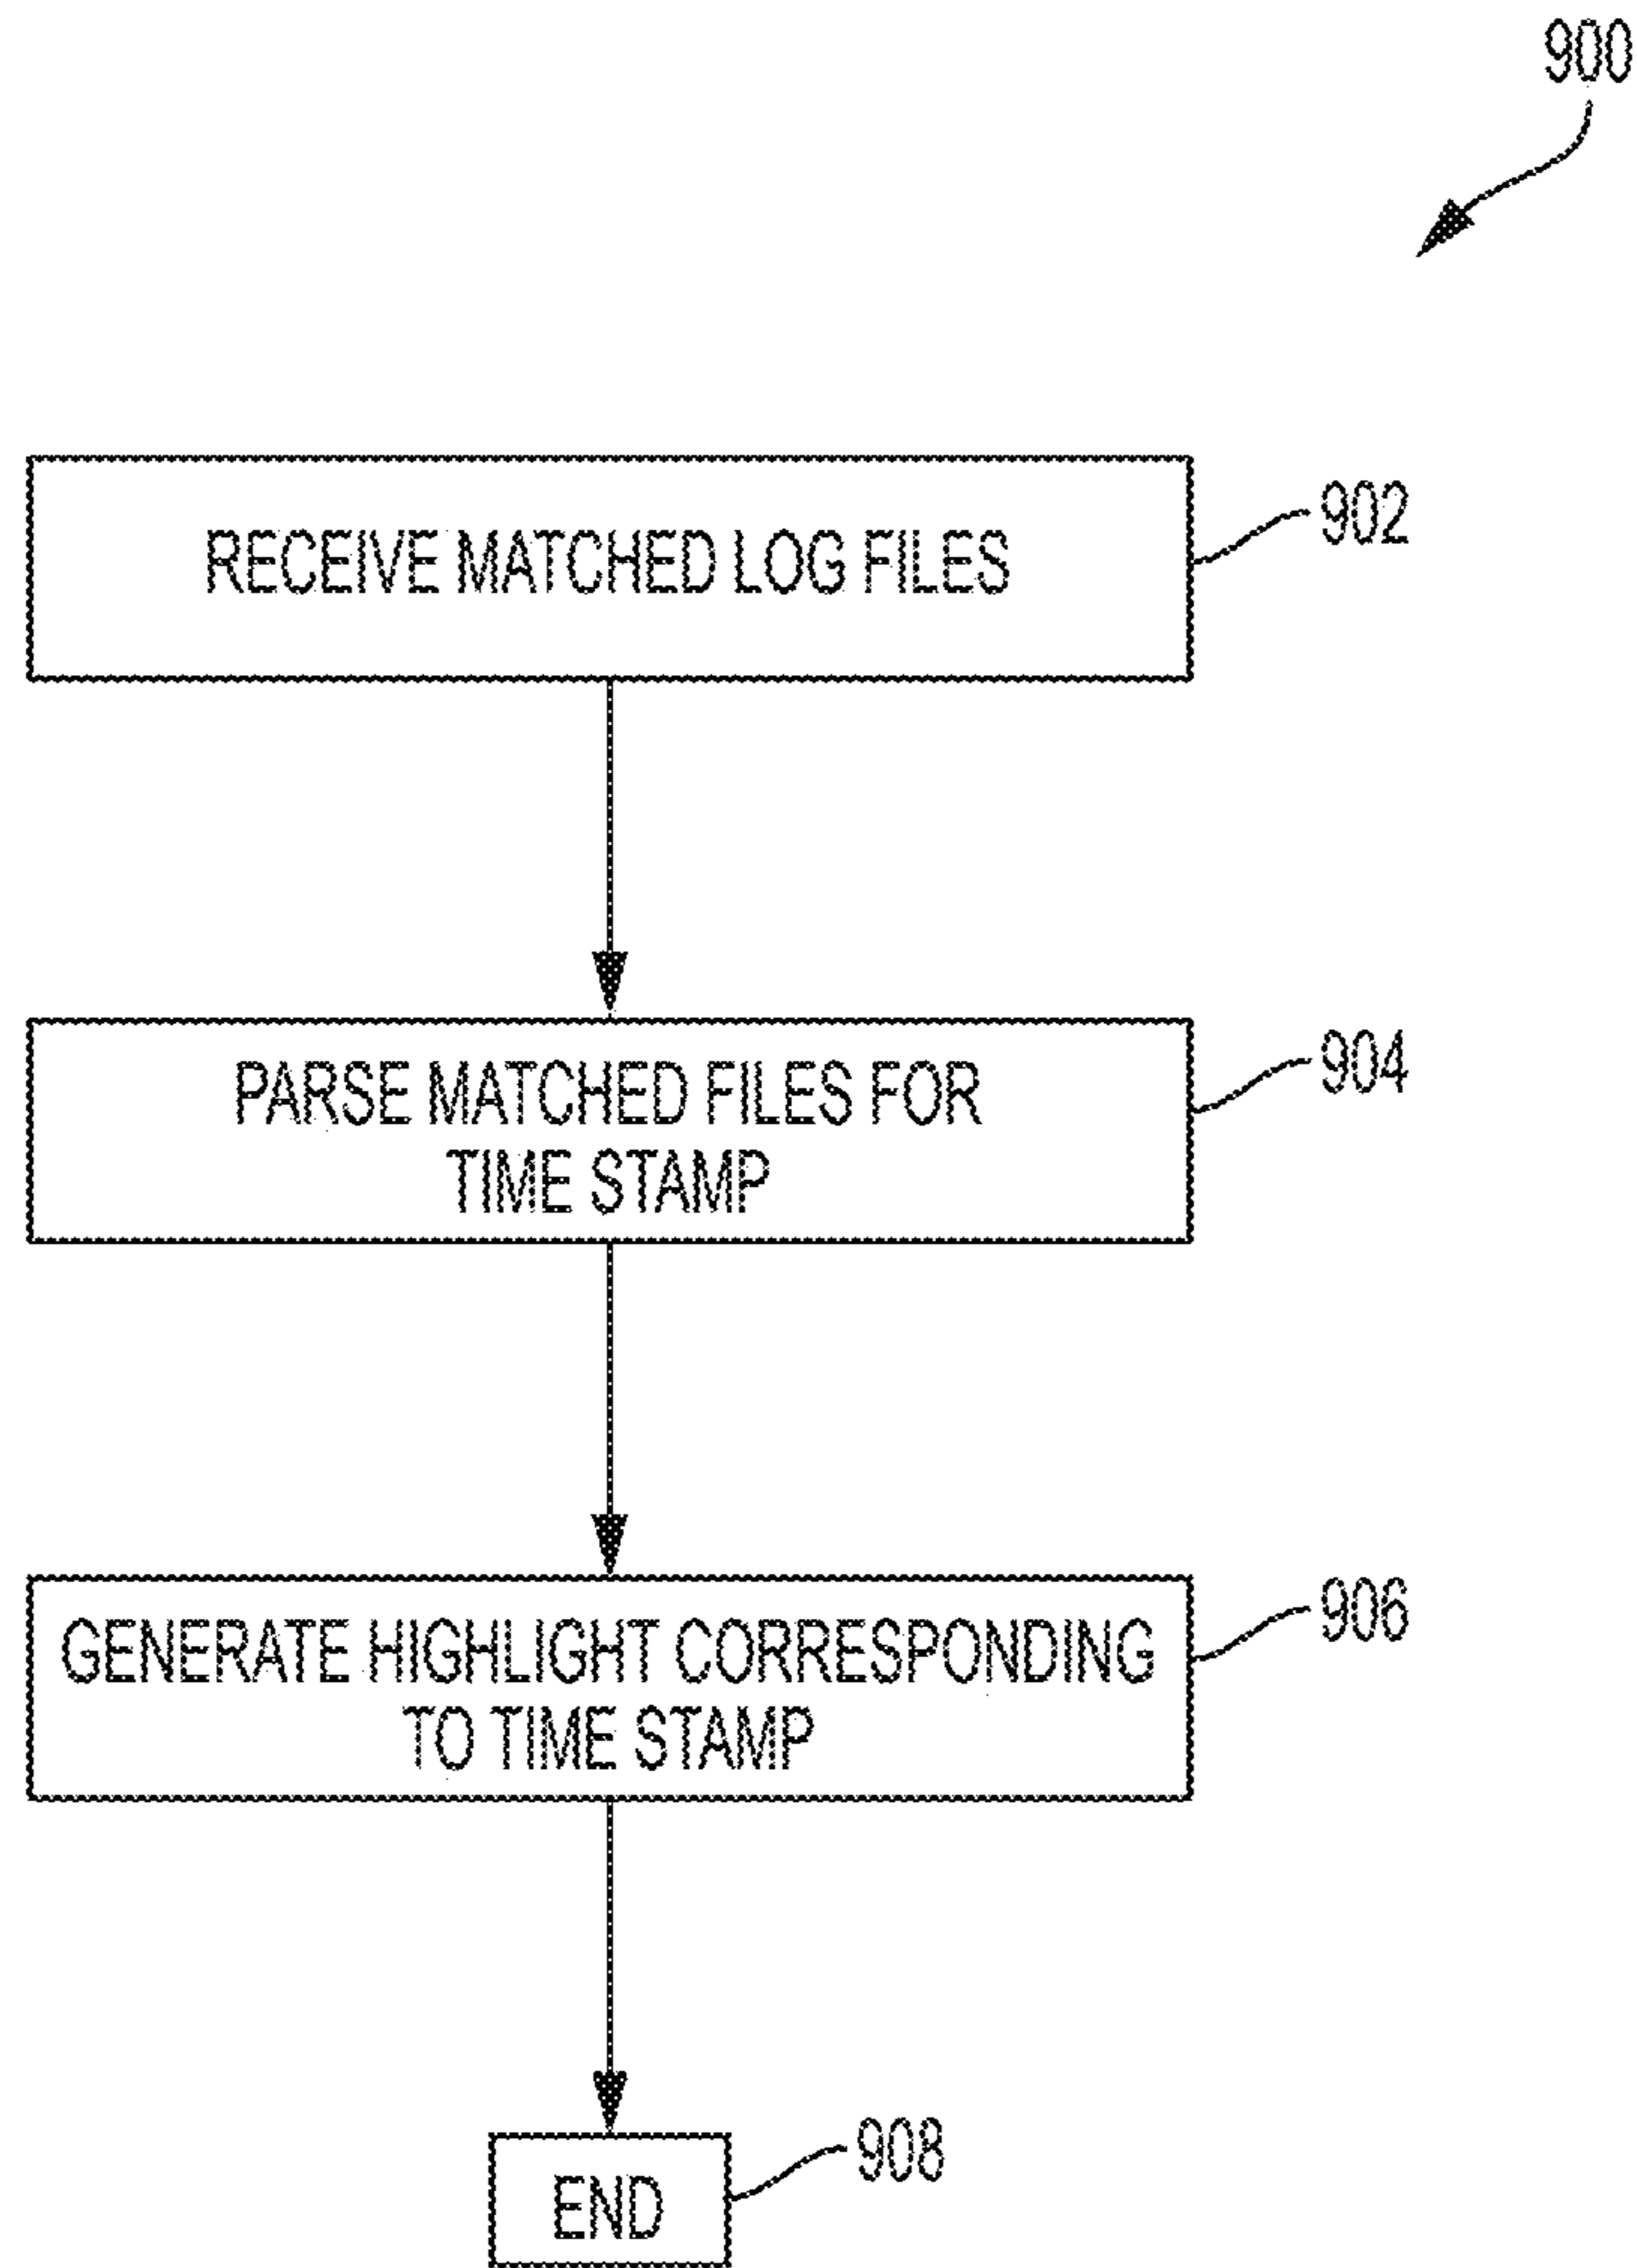 900
RECEIVE MATCHED LOG FILES
902
PARSE MATCHED FILES FOR
TIME STAMP
904
GENERATE HIGHLIGHT CORRESPONDING
TO TIME STAMP
906
END
908